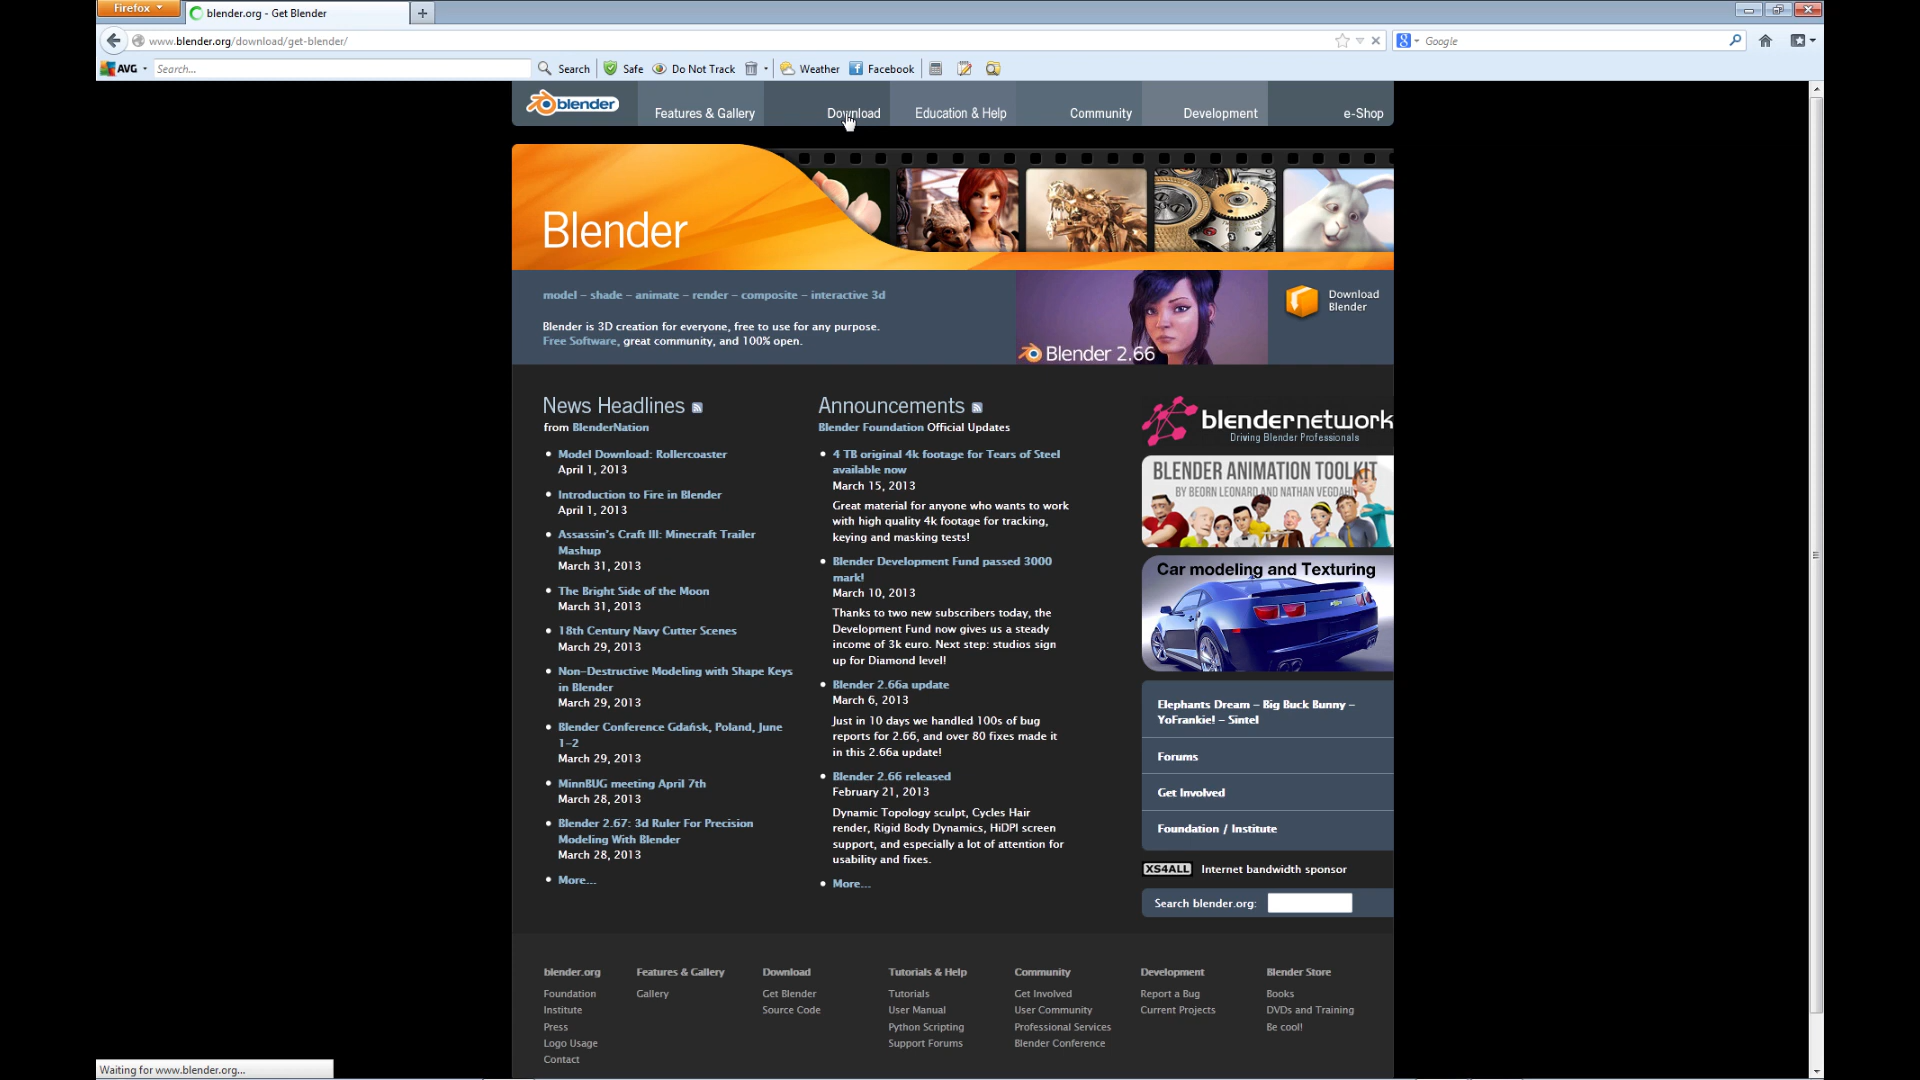 Firefox
blender.org - Get Blender
www.blender.org/download/get-blender/
Google
AVG
Search...
Search
Safe
Do Not Track
Weather
Facebook
blender
Features & Gallery
Download
Education & Help
Community
Development
e-Shop
Blender
model – shade – animate – render – composite – interactive 3d
Blender is 3D creation for everyone, free to use for any purpose.
Free Software, great community, and 100% open.
Blender 2.66
Download
Blender
News Headlines
from BlenderNation
Model Download: Rollercoaster
April 1, 2013
Introduction to Fire in Blender
April 1, 2013
Assassin's Craft III: Minecraft Trailer
Mashup
March 31, 2013
The Bright Side of the Moon
March 31, 2013
18th Century Navy Cutter Scenes
March 29, 2013
Non-Destructive Modeling with Shape Keys
in Blender
March 29, 2013
Blender Conference Gdańsk, Poland, June
1-2
March 29, 2013
MinnBUG meeting April 7th
March 28, 2013
Blender 2.67: 3d Ruler For Precision
Modeling With Blender
March 28, 2013
More...
Announcements
Blender Foundation Official Updates
4 TB original 4k footage for Tears of Steel
available now
March 15, 2013
Great material for anyone who wants to work
with high quality 4k footage for tracking,
keying and masking tests!
Blender Development Fund passed 3000
mark!
March 10, 2013
Thanks to two new subscribers today, the
Development Fund now gives us a steady
income of 3k euro. Next step: studios sign
up for Diamond level!
Blender 2.66a update
March 6, 2013
Just in 10 days we handled 100s of bug
reports for 2.66, and over 80 fixes made it
in this 2.66a update!
Blender 2.66 released
February 21, 2013
Dynamic Topology sculpt, Cycles Hair
render, Rigid Body Dynamics, HiDPI screen
support, and especially a lot of attention for
usability and fixes.
More...
blendernetwork
Driving Blender Professionals
BLENDER ANIMATION TOOLKIT
BY BEORN LEONARD AND NATHAN VEGDAHL
Car modeling and Texturing
Elephants Dream – Big Buck Bunny –
YoFrankie! – Sintel
Forums
Get Involved
Foundation / Institute
XS4ALL Internet bandwidth sponsor
Search blender.org:
blender.org
Foundation
Institute
Press
Logo Usage
Contact
Features & Gallery
Gallery
Download
Get Blender
Source Code
Tutorials & Help
Tutorials
User Manual
Python Scripting
Support Forums
Community
Get Involved
User Community
Professional Services
Blender Conference
Development
Report a Bug
Current Projects
Blender Store
Books
DVDs and Training
Be cool!
Waiting for www.blender.org...